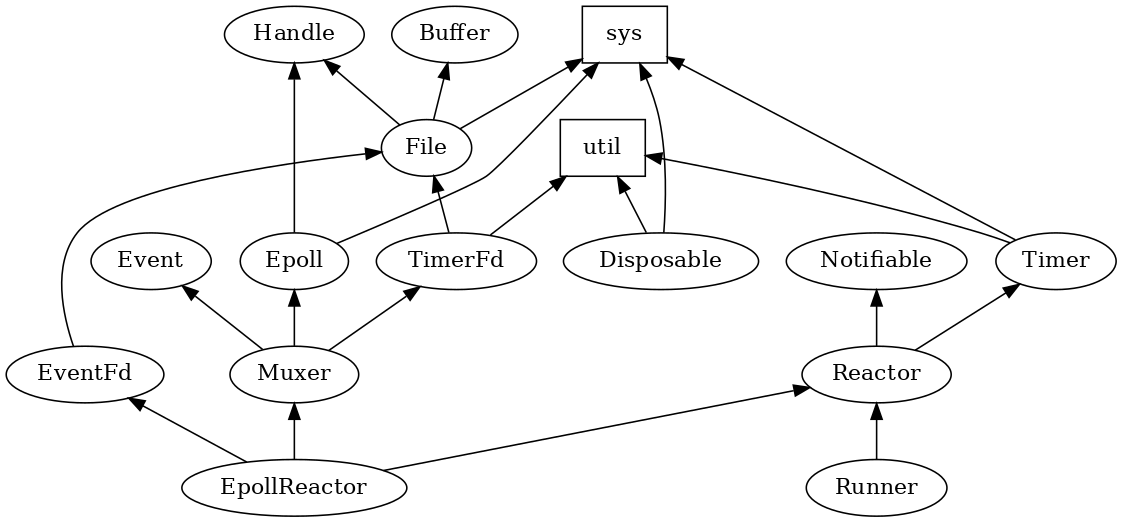 Handle
Buffer
sys
File
util
Event
Epoll
TimerFd
Disposable
Notifiable
Timer
EventFd
Muxer
Reactor
EpollReactor
Runner